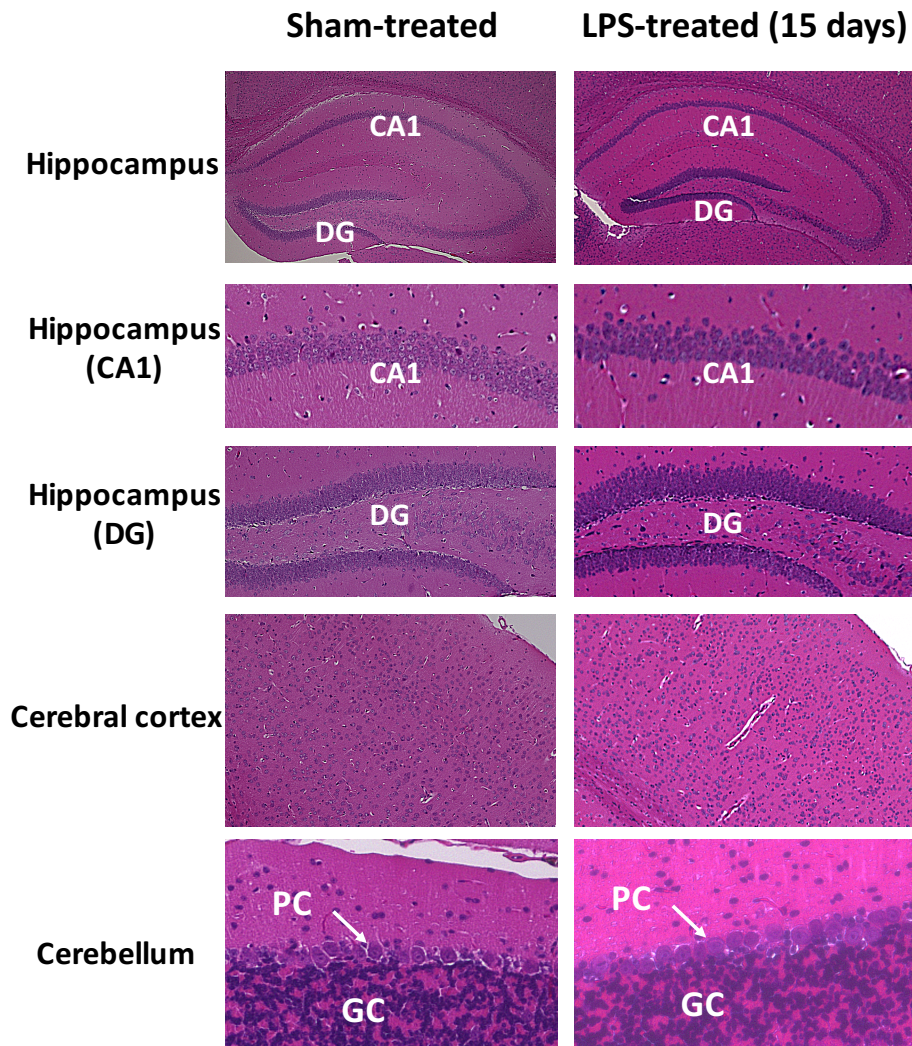 Sham-treated
LPS-treated (15 days)
Hippocampus
CA1
DG
CA1
DG
Hippocampus
(CA1)
CA1
CA1
Hippocampus
(DG)
DG
DG
Cerebral cortex
Cerebellum
PC
GC
PC
GC